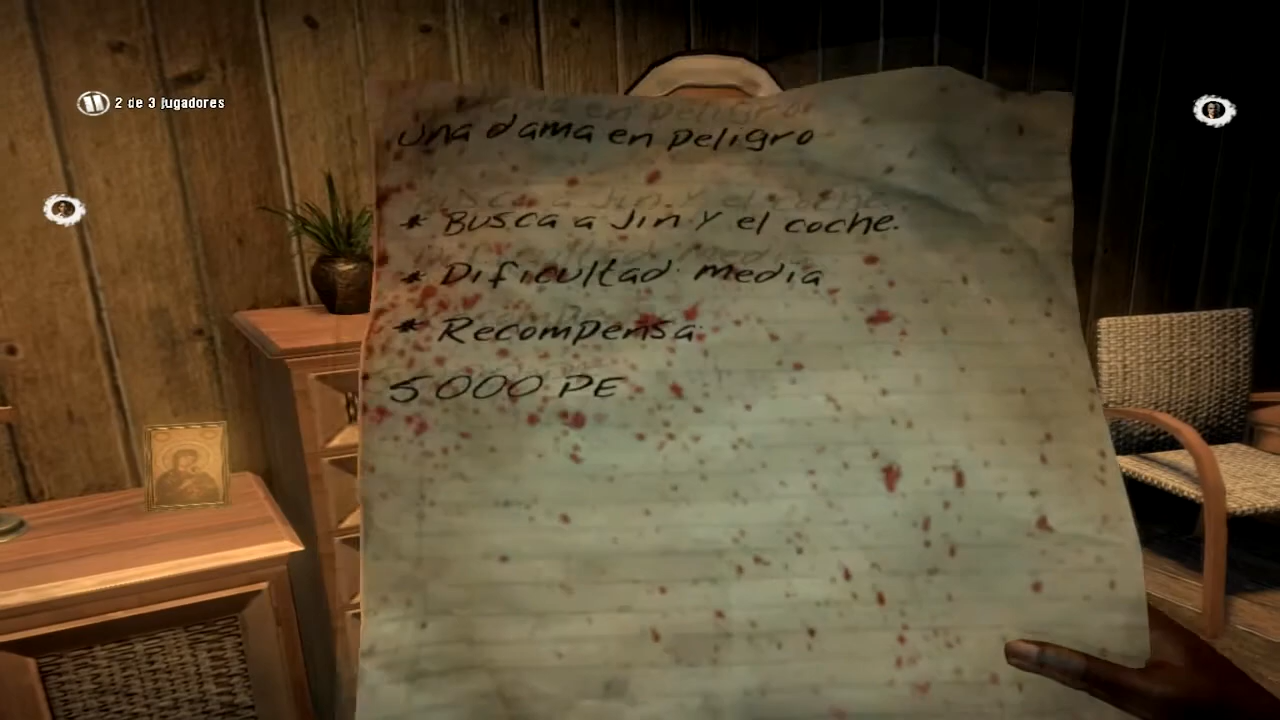 2 de 3 jugadores
Una dama en peligro
* Busca a Jin y el coche.
* Dificultad: media
* Recompensa:
5000 PE